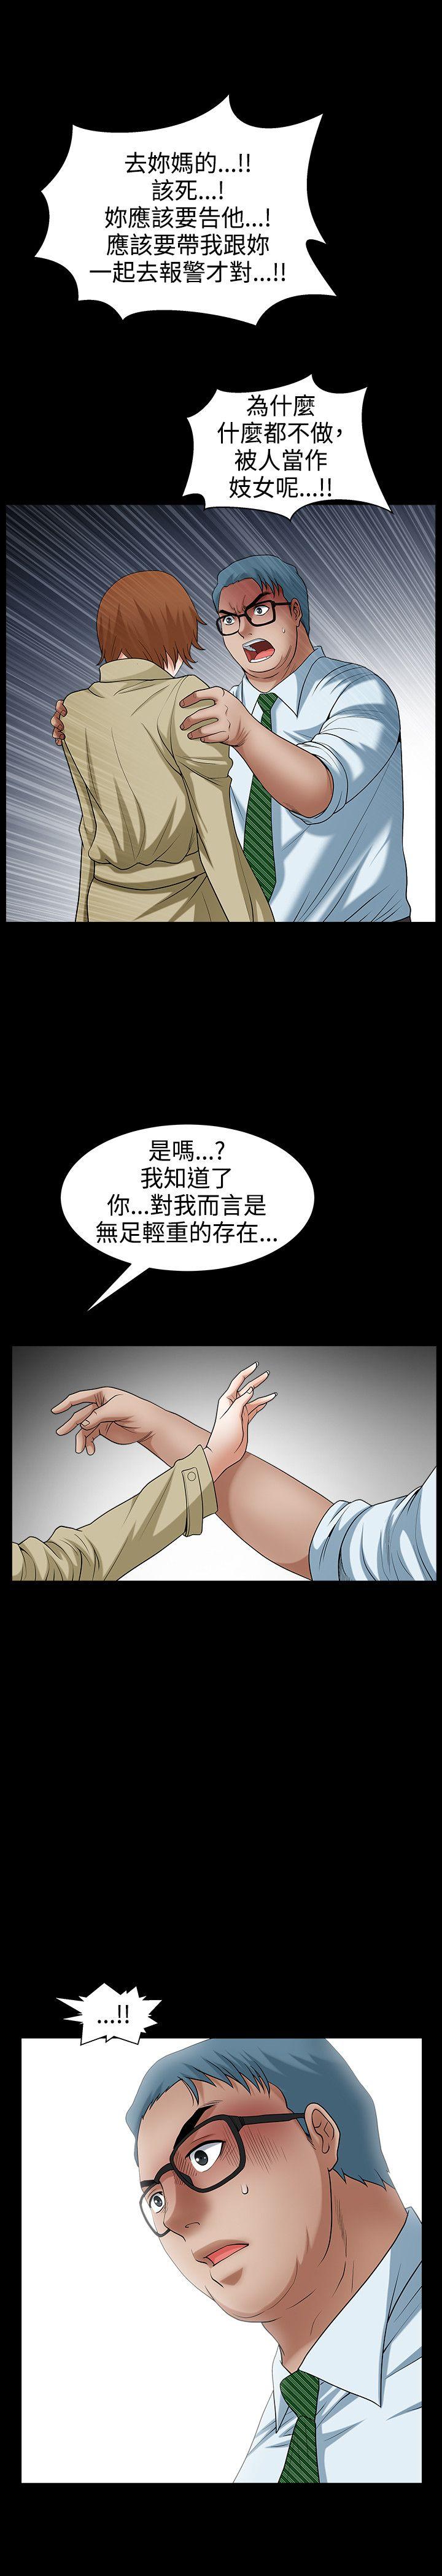 去妳媽的...!!
該死...!
妳應該要告他...!
應該要帶我跟妳
一起去報警才對...!!
為什麼
什麼都不做,
被人當作
妓女呢...!!
是嗎...?
我知道了
你...對我而言是
無足輕重的存在...
...!!